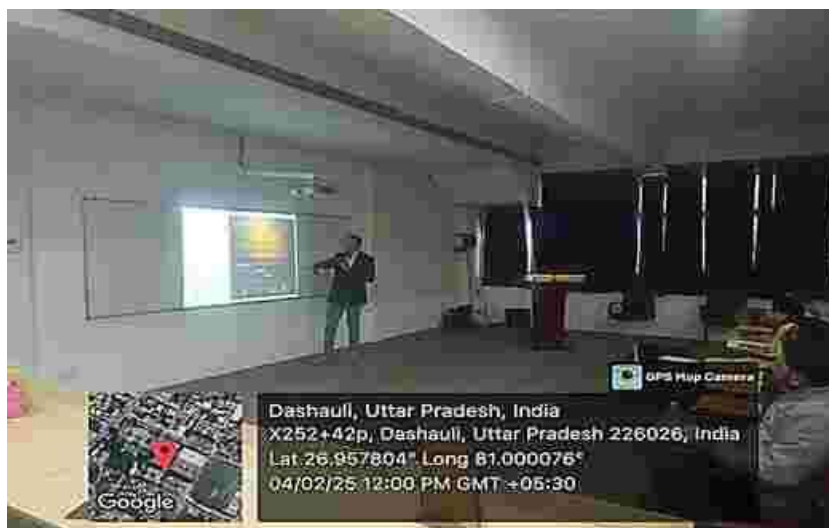 GPS Map Camera
Dashauli, Uttar Pradesh, India
X252+42p, Dashauli, Uttar Pradesh 226026, India
Lat 26.957804° Long 81.000076°
04/02/25 12:00 PM GMT +05:30
Google